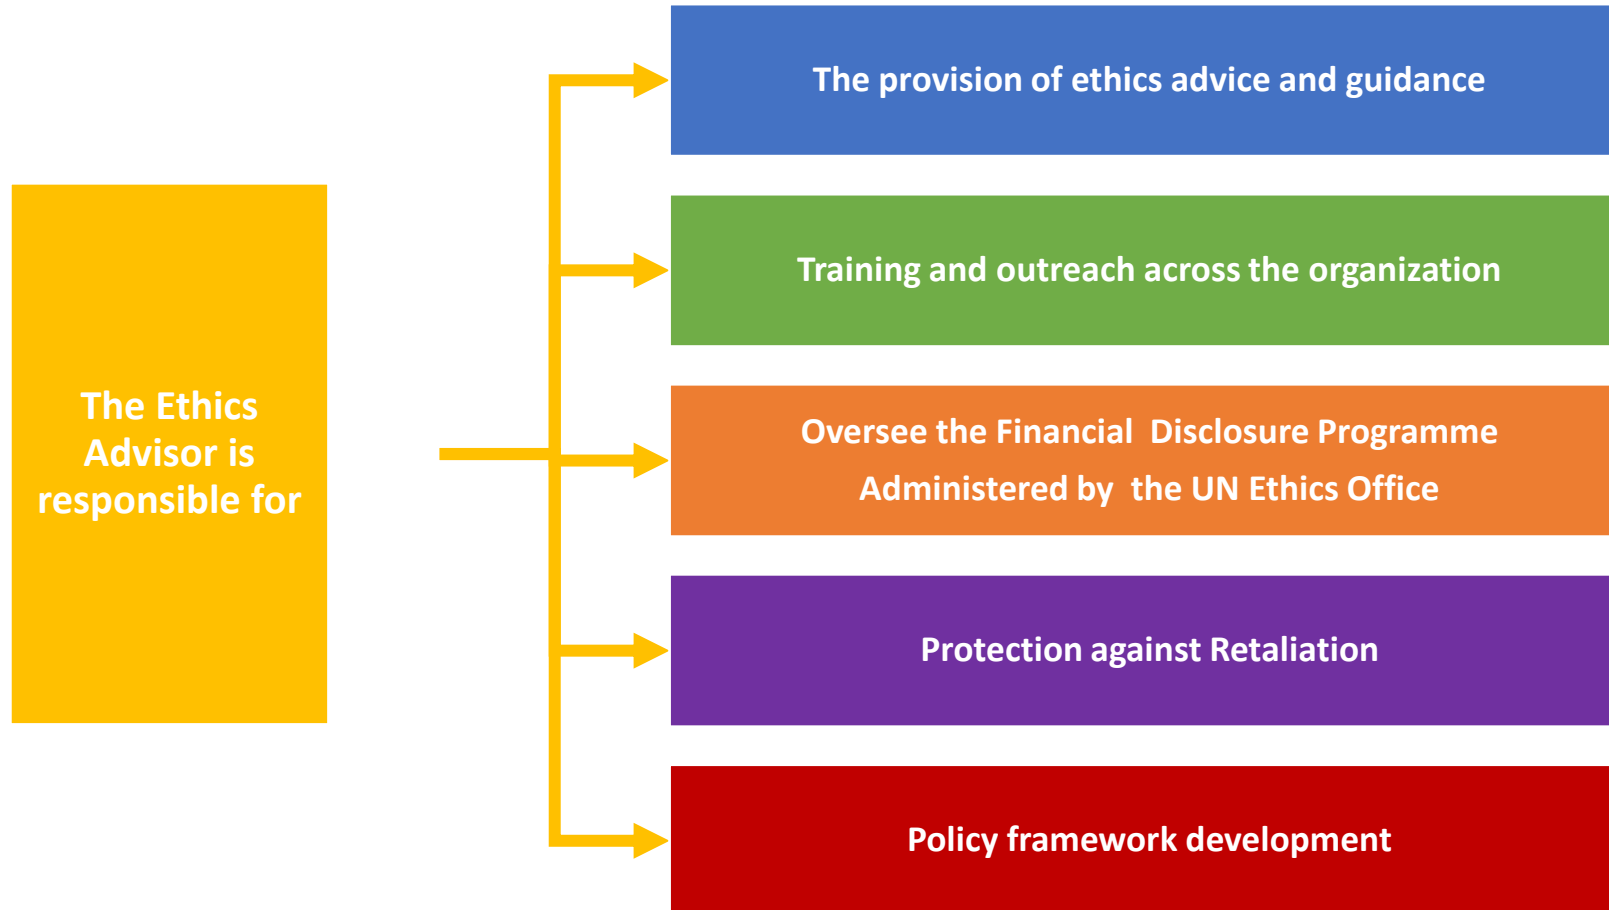 The Ethics
Advisor is
responsible for
The provision of ethics advice and guidance
Training and outreach across the organization
Oversee the Financial  Disclosure Programme
Administered by  the UN Ethics Office
Protection against Retaliation
Policy framework development